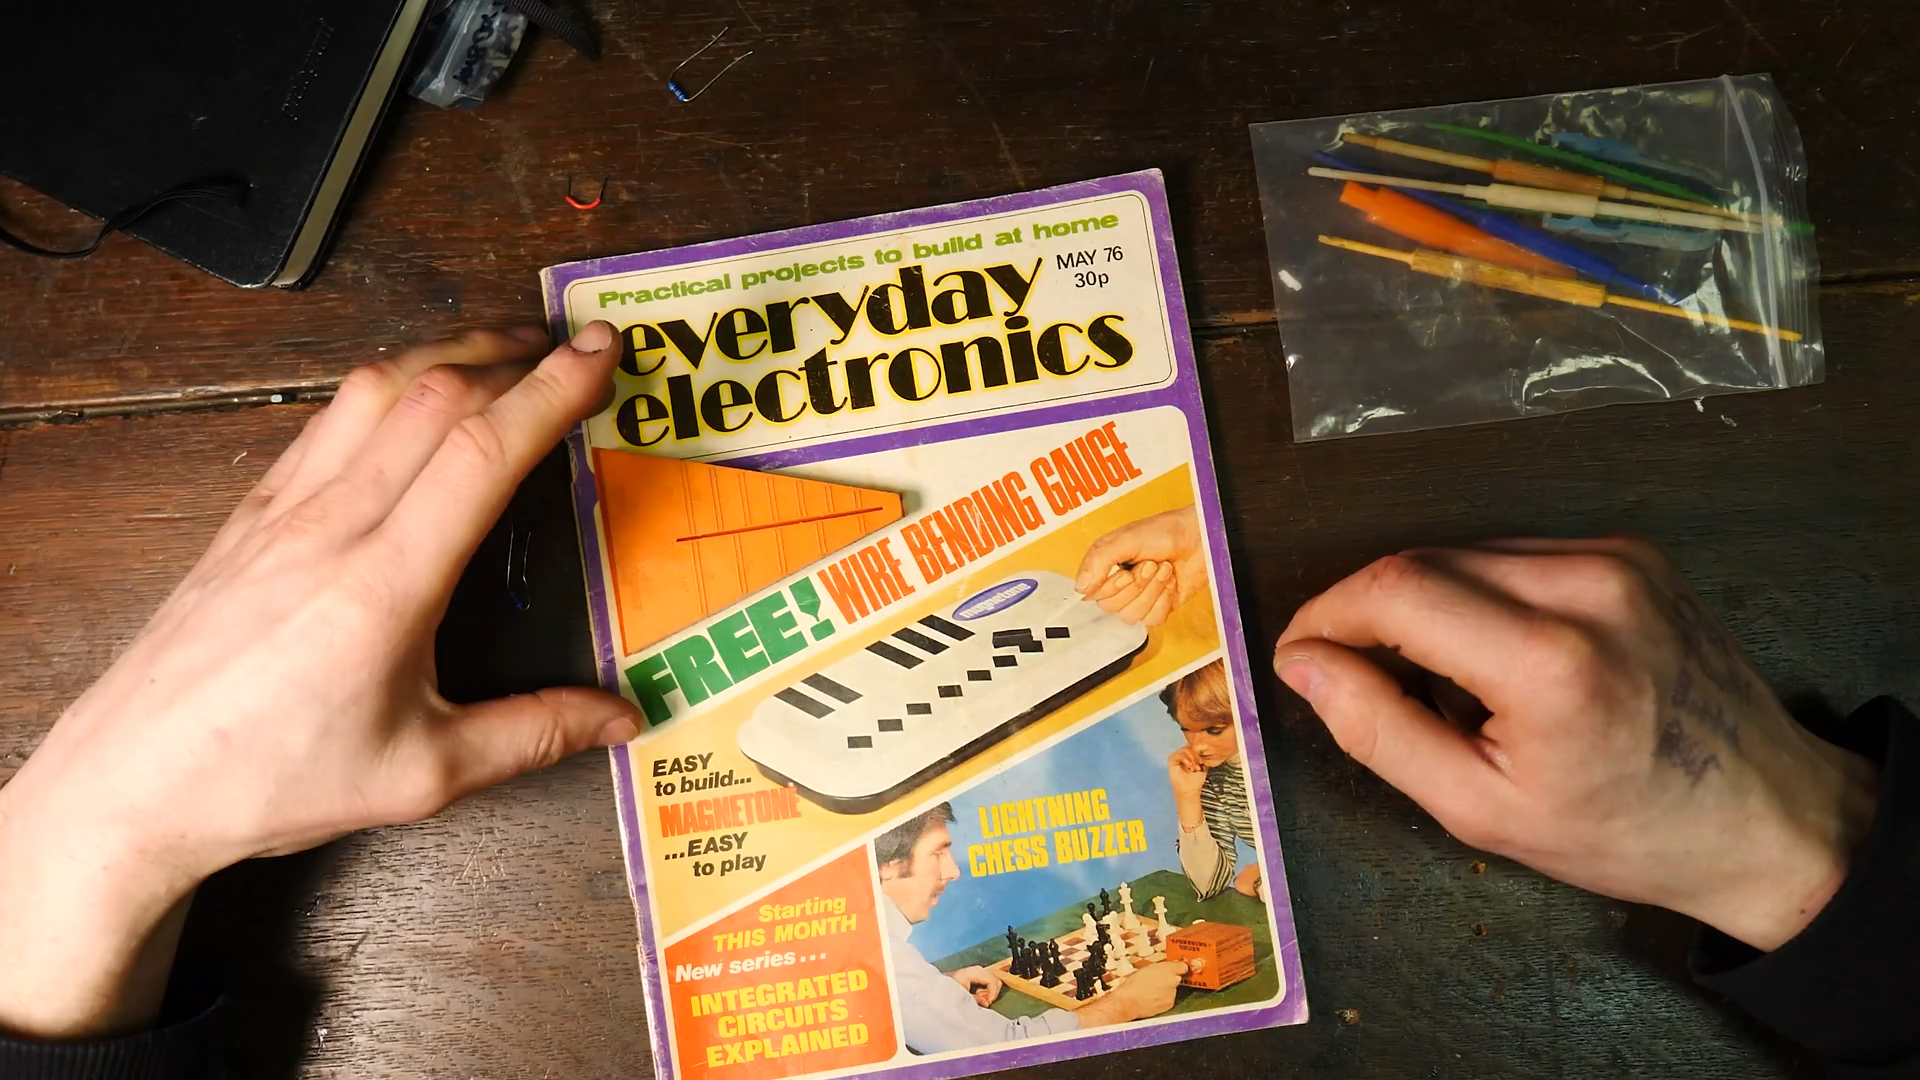 Practical projects to build at home
everyday
electronics
MAY 76
30p
FREE! WIRE BENDING GAUGE
magnetone
EASY
to build...
MAGNETONE
...EASY
to play
LIGHTNING
CHESS BUZZER
Starting
THIS MONTH
New series...
INTEGRATED
CIRCUITS
EXPLAINED